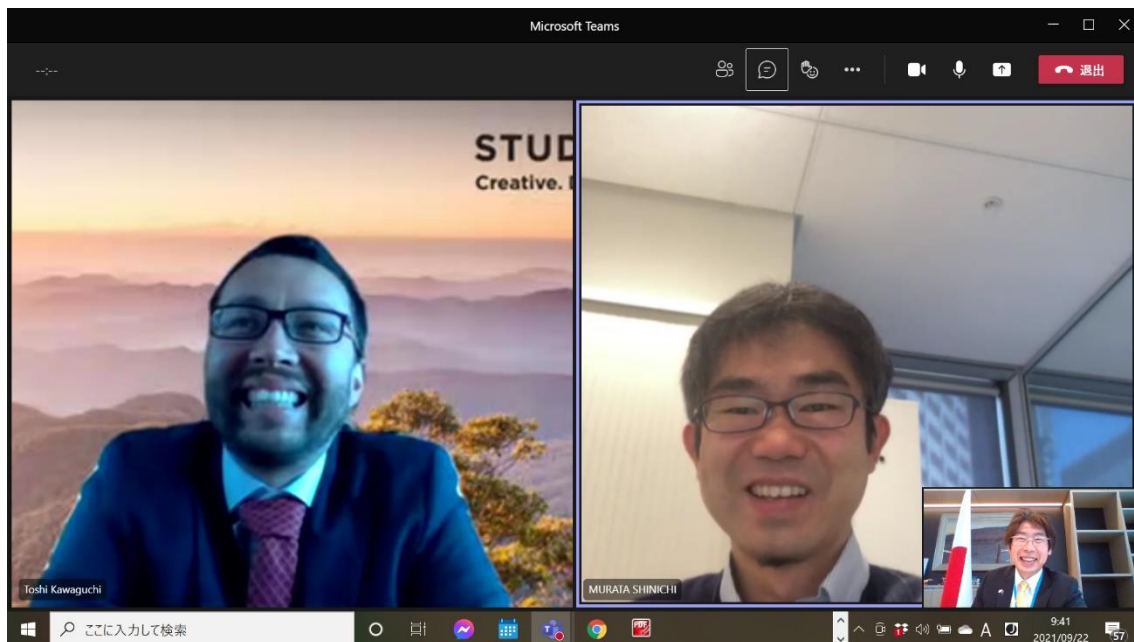 Microsoft Teams
--:--
退出
STUD
Creative.
Toshi Kawaguchi
MURATA SHINICHI
ここに入力して検索
PDF
A
9:41
2021/09/22
57